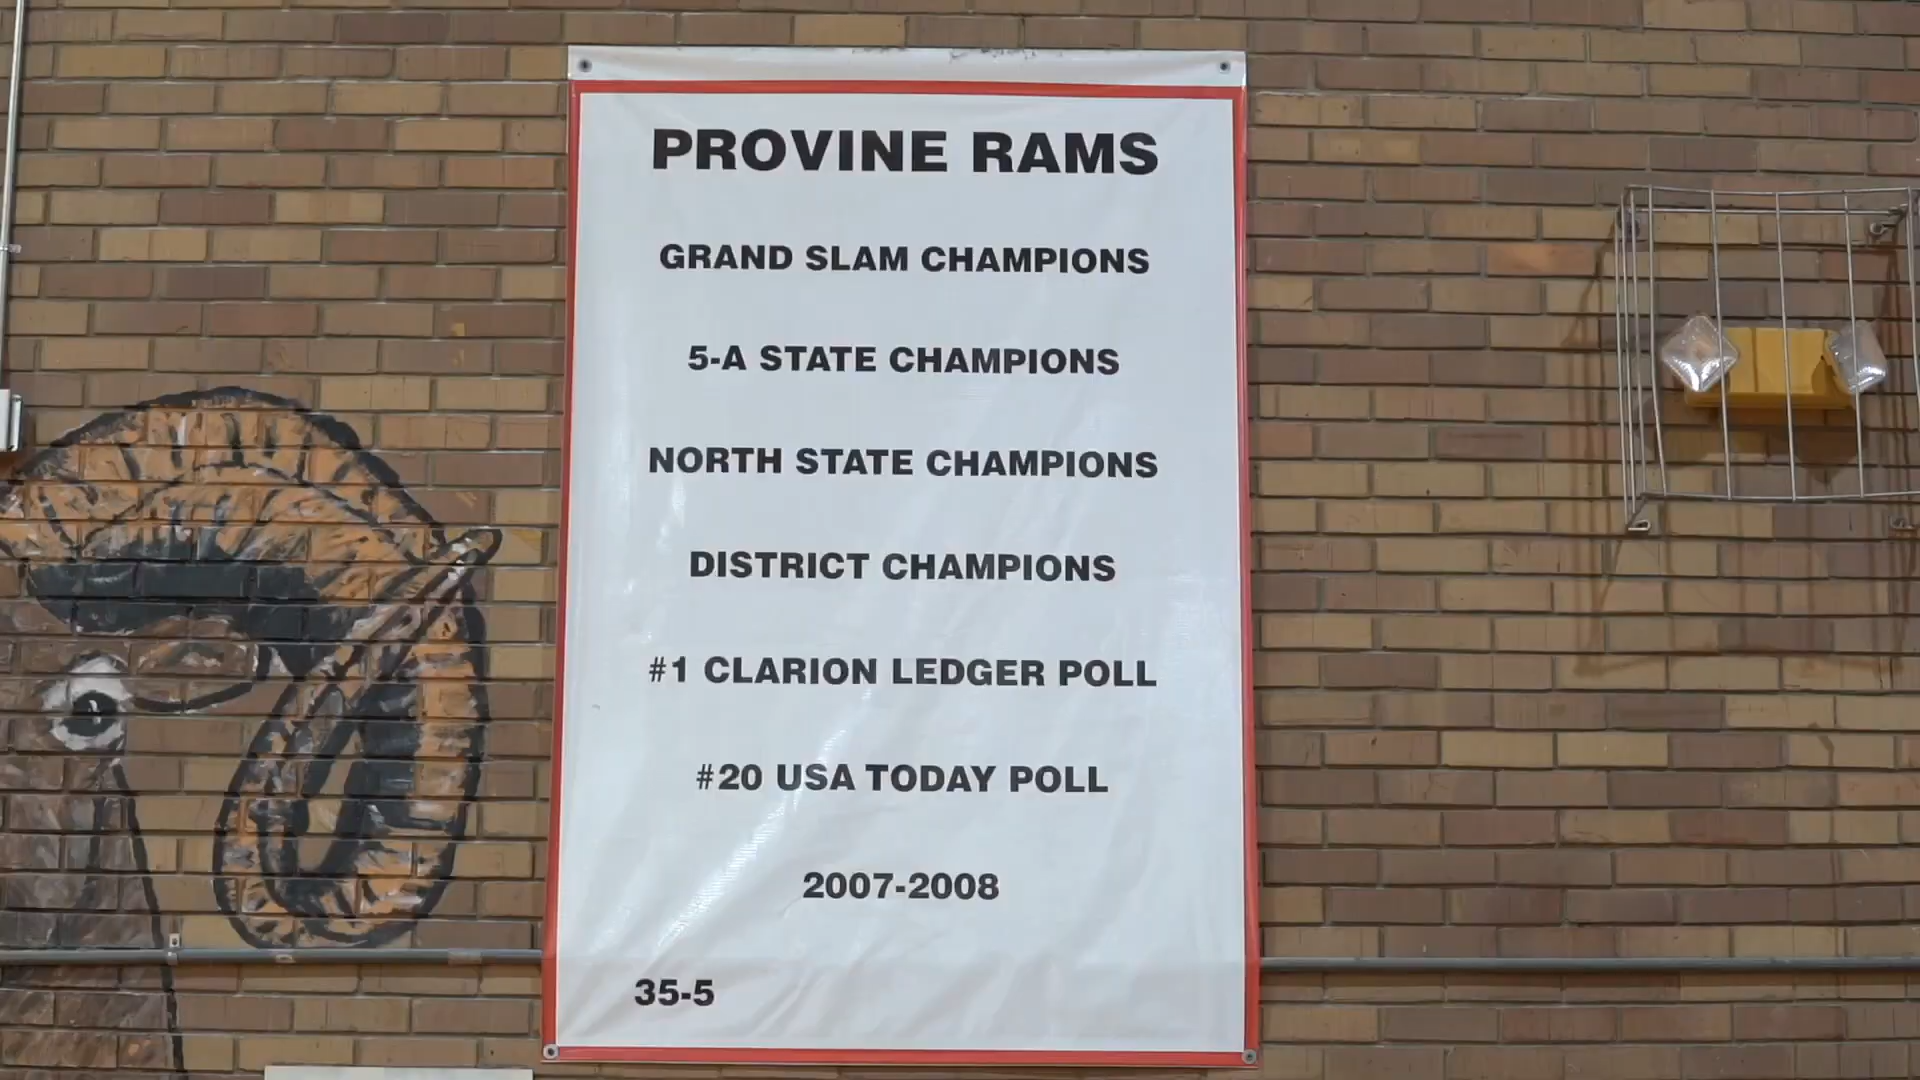 PROVINE RAMS
GRAND SLAM CHAMPIONS
5-A STATE CHAMPIONS
NORTH STATE CHAMPIONS
DISTRICT CHAMPIONS
#1 CLARION LEDGER POLL
#20 USA TODAY POLL
2007-2008
35-5